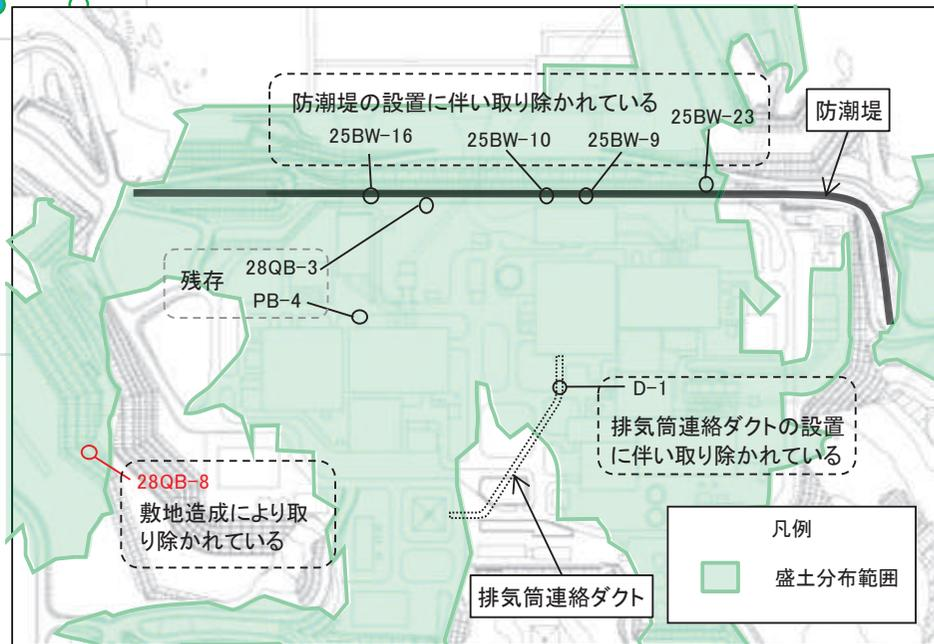 防潮堤の設置に伴い取り除かれている
25BW-23
防潮堤
25BW-16
25BW-10
25BW-9
残存
28QB-3
PB-4
D-1
排気筒連絡ダクトの設置
に伴い取り除かれている
28QB-8
敷地造成により取
り除かれている
排気筒連絡ダクト
凡例
盛土分布範囲